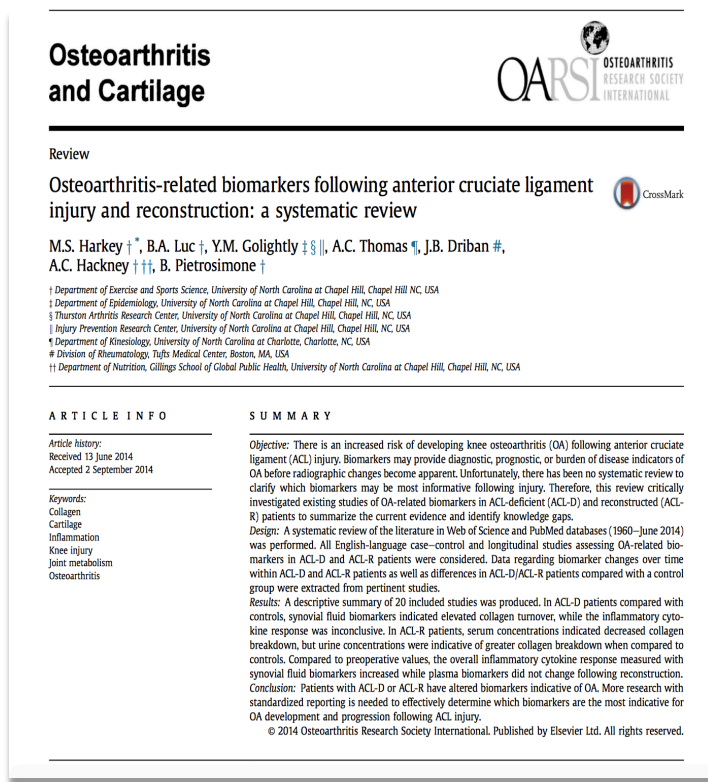 Osteoarthritis
and Cartilage
OARSI
OSTEOARTHRITIS
RESEARCH SOCIETY
INTERNATIONAL
Review
Osteoarthritis-related biomarkers following anterior cruciate ligament
injury and reconstruction: a systematic review
CrossMark
M.S. Harkey † *, B.A. Luc †, Y.M. Golightly ‡ § ||, A.C. Thomas ¶, J.B. Driban #,
A.C. Hackney † ††, B. Pietrosimone †
† Department of Exercise and Sports Science, University of North Carolina at Chapel Hill, Chapel Hill NC, USA
‡ Department of Epidemiology, University of North Carolina at Chapel Hill, Chapel Hill, NC, USA
§ Thurston Arthritis Research Center, University of North Carolina at Chapel Hill, Chapel Hill, NC, USA
|| Injury Prevention Research Center, University of North Carolina at Chapel Hill, Chapel Hill, NC, USA
¶ Department of Kinesiology, University of North Carolina at Charlotte, Charlotte, NC, USA
# Division of Rheumatology, Tufts Medical Center, Boston, MA, USA
†† Department of Nutrition, Gillings School of Global Public Health, University of North Carolina at Chapel Hill, Chapel Hill, NC, USA
ARTICLE INFO
Article history:
Received 13 June 2014
Accepted 2 September 2014
Keywords:
Collagen
Cartilage
Inflammation
Knee injury
Joint metabolism
Osteoarthritis
SUMMARY
Objective: There is an increased risk of developing knee osteoarthritis (OA) following anterior cruciate
ligament (ACL) injury. Biomarkers may provide diagnostic, prognostic, or burden of disease indicators of
OA before radiographic changes become apparent. Unfortunately, there has been no systematic review to
clarify which biomarkers may be most informative following injury. Therefore, this review critically
investigated existing studies of OA-related biomarkers in ACL-deficient (ACL-D) and reconstructed (ACL-
R) patients to summarize the current evidence and identify knowledge gaps.
Design: A systematic review of the literature in Web of Science and PubMed databases (1960–June 2014)
was performed. All English-language case–control and longitudinal studies assessing OA-related bio-
markers in ACL-D and ACL-R patients were considered. Data regarding biomarker changes over time
within ACL-D and ACL-R patients as well as differences in ACL-D/ACL-R patients compared with a control
group were extracted from pertinent studies.
Results: A descriptive summary of 20 included studies was produced. In ACL-D patients compared with
controls, synovial fluid biomarkers indicated elevated collagen turnover, while the inflammatory cyto-
kine response was inconclusive. In ACL-R patients, serum concentrations indicated decreased collagen
breakdown, but urine concentrations were indicative of greater collagen breakdown when compared to
controls. Compared to preoperative values, the overall inflammatory cytokine response measured with
synovial fluid biomarkers increased while plasma biomarkers did not change following reconstruction.
Conclusion: Patients with ACL-D or ACL-R have altered biomarkers indicative of OA. More research with
standardized reporting is needed to effectively determine which biomarkers are the most indicative for
OA development and progression following ACL injury.
© 2014 Osteoarthritis Research Society International. Published by Elsevier Ltd. All rights reserved.